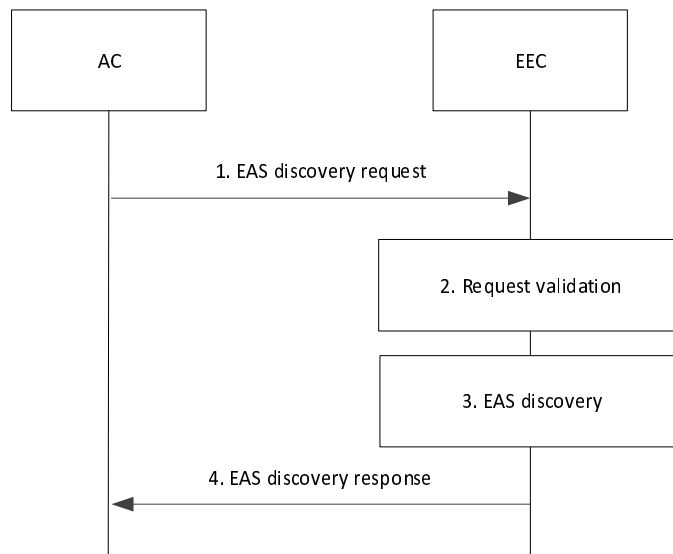 AC
EEC
1. EAS discovery request
2. Request validation
3. EAS discovery
4. EAS discovery response